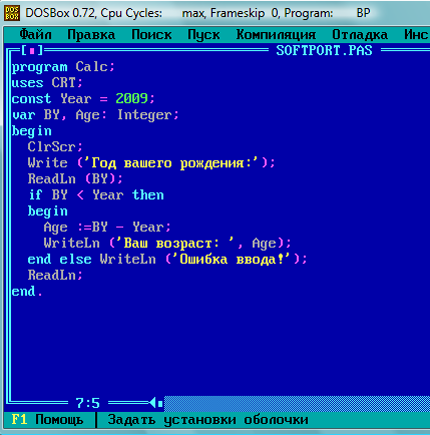 DOSBox 0.72, Cpu Cycles: max, Frameskip 0, Program: BP
Файл Правка Поиск Пуск Компиляция Отладка Инс
SOFTPORT.PAS
program Calc;
uses CRT;
const Year = 2009;
var BY, Age: Integer;
begin
ClrScr;
Write ('Год вашего рождения:');
ReadLn (BY);
if BY < Year then
begin
Age :=BY - Year;
WriteLn ('Ваш возраст: ', Age);
end else WriteLn ('Ошибка ввода!');
ReadLn;
end.
7:5
F1 Помощь | Задать установки оболочки